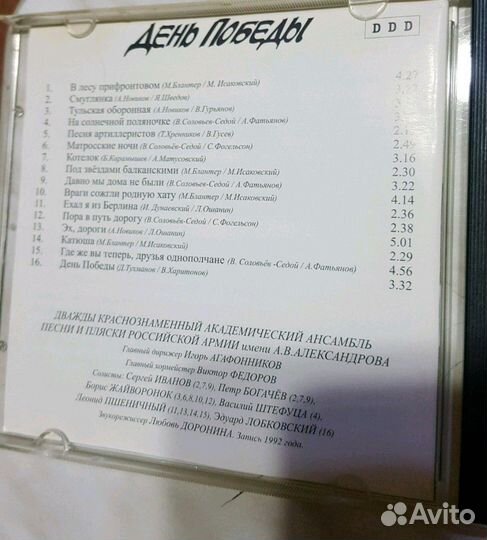 ДЕНЬ ПОБЕДЫ
D D D
1. В лесу прифронтовом (М.Блантер / М. Исаковский) 4.27
2. Смуглянка (А.Новиков / Я.Шведов)
3. Тульская оборонная (А.Новиков / В.Гурьянов)
4. На солнечной поляночке (В.Соловьев-Седой / А.Фатьянов)
5. Песня артиллеристов (Т.Хренников / В.Гусев)
6. Матросские ночи (В.Соловьёв-Седой / С.Фогельсон) 2.49
7. Котелок (Б.Карамышев / А.Матусовский) 3.16
8. Под звёздами балканскими (М.Блантер / М.Исаковский) 2.30
9. Давно мы дома не были (В.Соловьев-Седой / А.Фатьянов) 3.22
10. Враги сожгли родную хату (М.Блантер / М.Исаковский) 4.14
11. Ехал я из Берлина (И. Дунаевский / Л.Ошанин) 2.36
12. Пора в путь дорогу (В.Соловьёв-Седой / С.Фогельсон) 2.38
13. Эх, дороги (А.Новиков / Л.Ошанин) 5.01
14. Катюша (М.Блантер / М.Исаковский) 2.29
15. Где же вы теперь, друзья однополчане (В. Соловьев -Седой / А.Фатьянов) 4.56
16. День Победы (Д.Тухманов / В.Харитонов) 3.32
ДВАЖДЫ КРАСНОЗНАМЕННЫЙ АКАДЕМИЧЕСКИЙ АНСАМБЛЬ
ПЕСНИ И ПЛЯСКИ РОССИЙСКОЙ АРМИИ имени А.В.АЛЕКСАНДРОВА
Главный дирижер Игорь АГАФОННИКОВ
Главный хормейстер Виктор ФЕДОРОВ
Солисты: Сергей ИВАНОВ (2,7,9), Петр БОГАЧЁВ (2,7,9),
Борис ЖАЙВОРОНОК (3,6,8,10,12), Василий ШТЕФУЦА (4),
Леонид ПШЕНИЧНЫЙ (11,13,14,15), Эдуард ЛОБКОВСКИЙ (16)
Звукорежиссер Любовь ДОРОНИНА. Запись 1992 года.
Avito